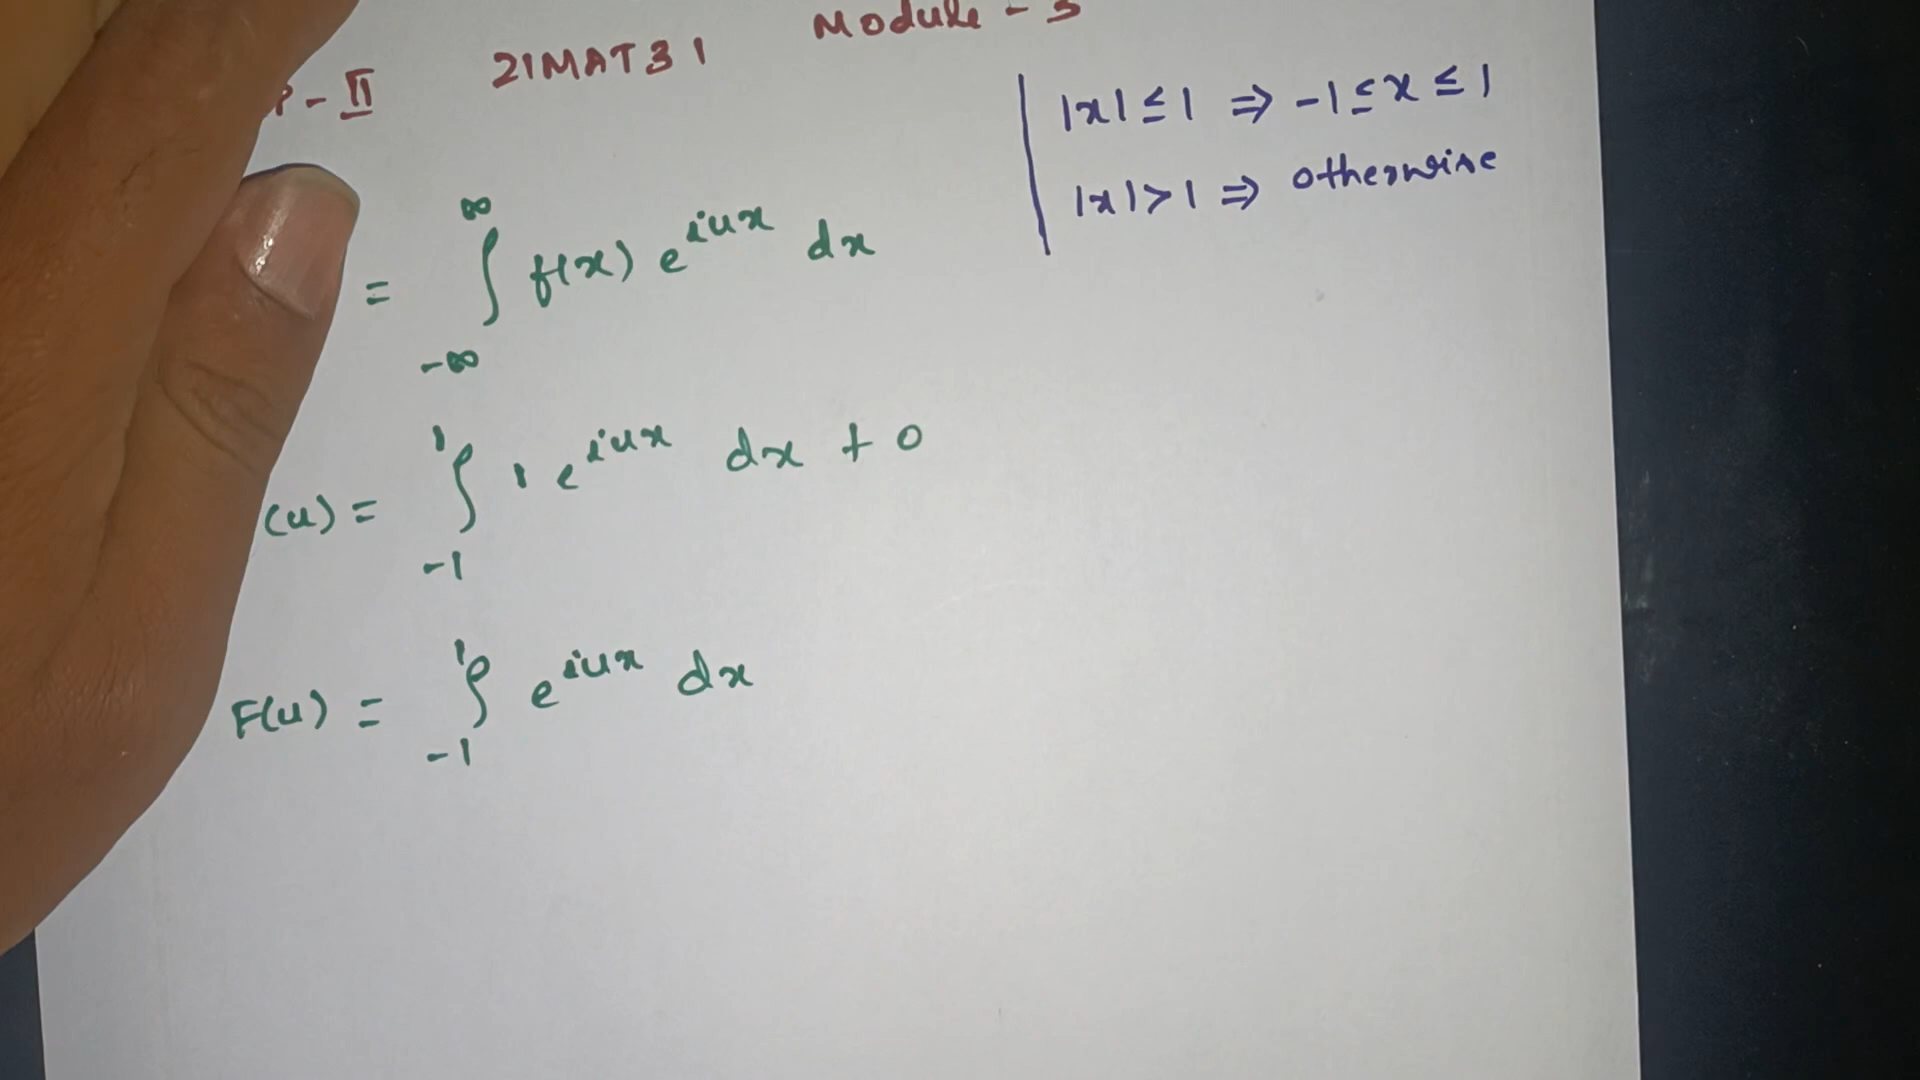 P - II 21MAT31 Module - 3
|x| ≤ 1 ⇒ -1 ≤ x ≤ 1
|x| > 1 ⇒ otherwise
= ∫_{-∞}^{∞} f(x) e^{iux} dx
(u) = ∫_{-1}^{1} 1 e^{iux} dx + 0
F(u) = ∫_{-1}^{1} e^{iux} dx